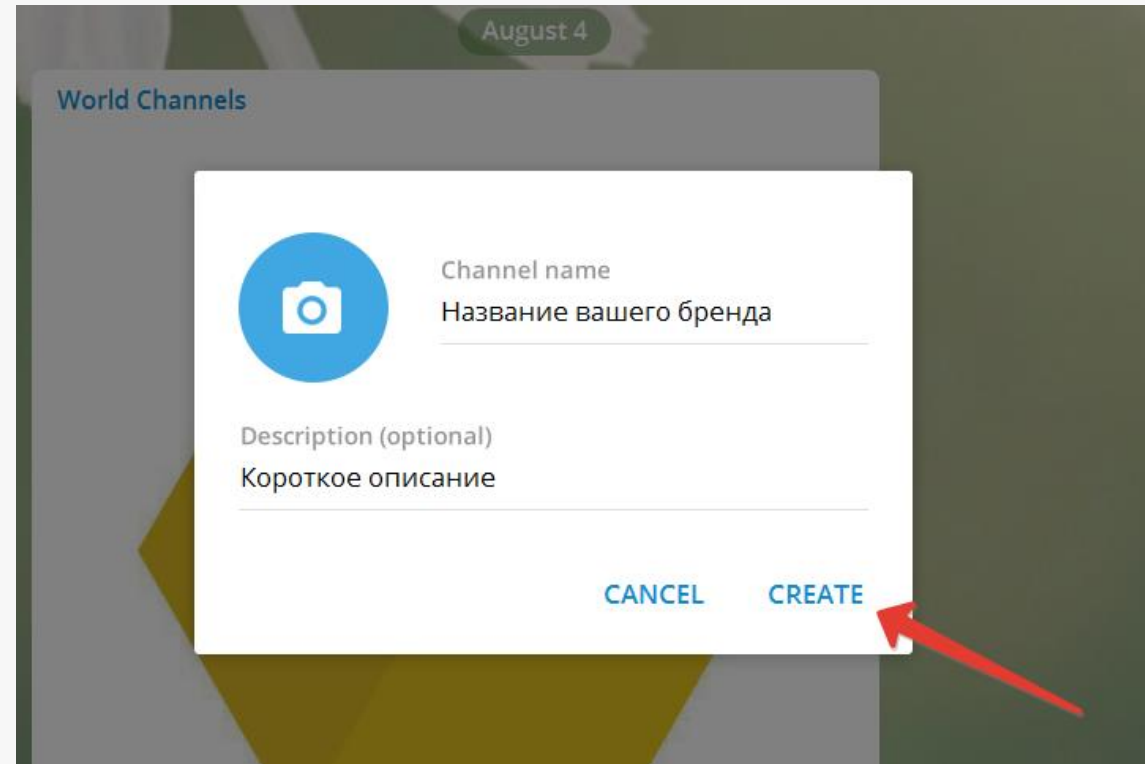 August 4
World Channels
Channel name
Название вашего бренда
Description (optional)
Короткое описание
CANCEL CREATE